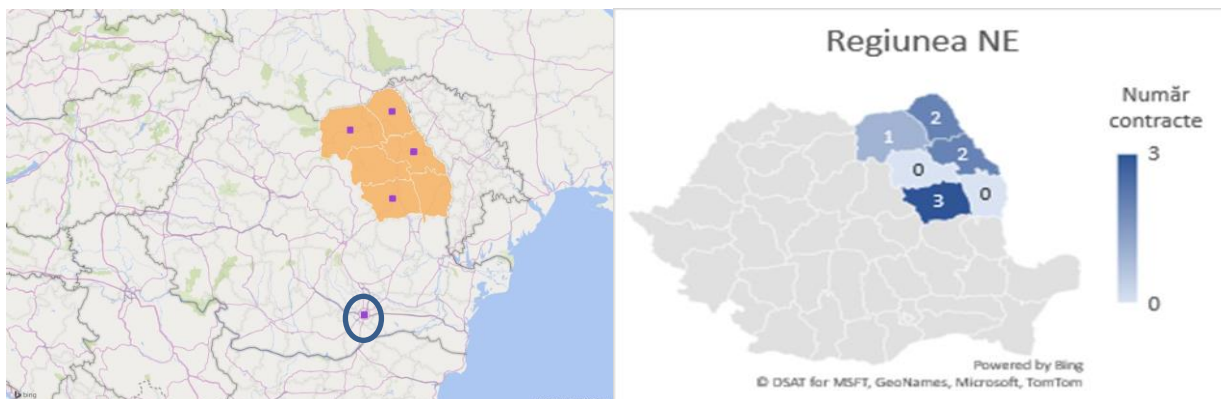 bing
Regiunea NE
Număr
contracte
3
0
1
2
2
0
0
3
Powered by Bing
© DSAT for MSFT, GeoNames, Microsoft, TomTom